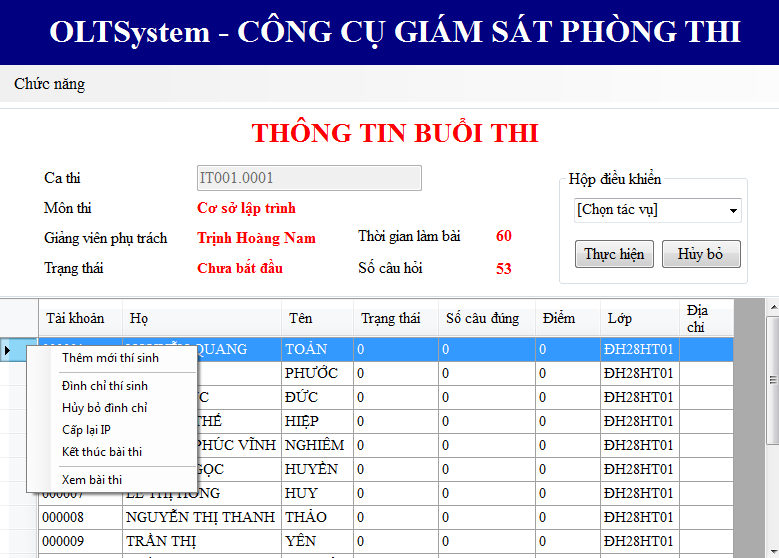 OLTSystem - CÔNG CỤ GIÁM SÁT PHÒNG THI
Chức năng
THÔNG TIN BUỔI THI
Ca thi IT001.0001
Môn thi Cơ sở lập trình
Giảng viên phụ trách Trịnh Hoàng Nam Thời gian làm bài 60
Trạng thái Chưa bắt đầu Số câu hỏi 53
Hộp điều khiển
[Chọn tác vụ]
Thực hiện Hủy bỏ
Tài khoản Họ Tên Trạng thái Số câu đúng Điểm Lớp Địa chỉ
QUANG TOẢN 0 0 0 ĐH28HT01
PHƯỚC 0 0 0 ĐH28HT01
ĐỨC 0 0 0 ĐH28HT01
THẾ HIỆP 0 0 0 ĐH28HT01
PHÚC VĨNH NGHIÊM 0 0 0 ĐH28HT01
HUYỀN 0 0 0 ĐH28HT01
000007 LÊ THỊ HỒNG HUY 0 0 0 ĐH28HT01
000008 NGUYỄN THỊ THANH THẢO 0 0 0 ĐH28HT01
000009 TRẦN THỊ YÊN 0 0 0 ĐH28HT01
Thêm mới thí sinh
Đình chỉ thí sinh
Hủy bỏ đình chỉ
Cấp lại IP
Kết thúc bài thi
Xem bài thi